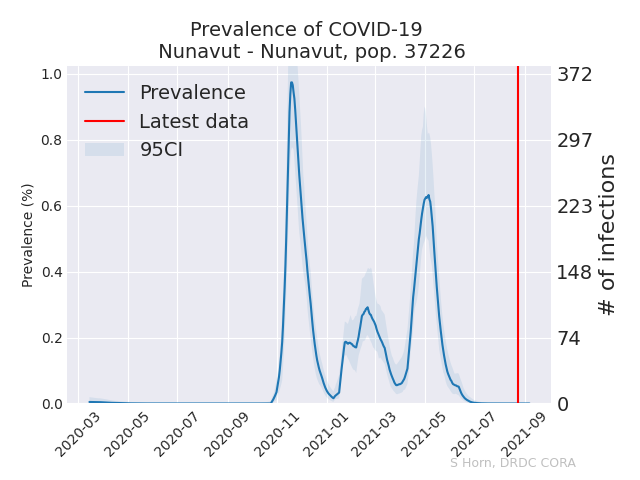 Prevalence of COVID-19
Nunavut - Nunavut, pop. 37226
Prevalence
Latest data
95CI
Prevalence (%)
1.0
0.8
0.6
0.4
0.2
0.0
372
297
223
148
74
0
# of infections
2020-03
2020-05
2020-07
2020-09
2020-11
2021-01
2021-03
2021-05
2021-07
2021-09
S Horn, DRDC CORA